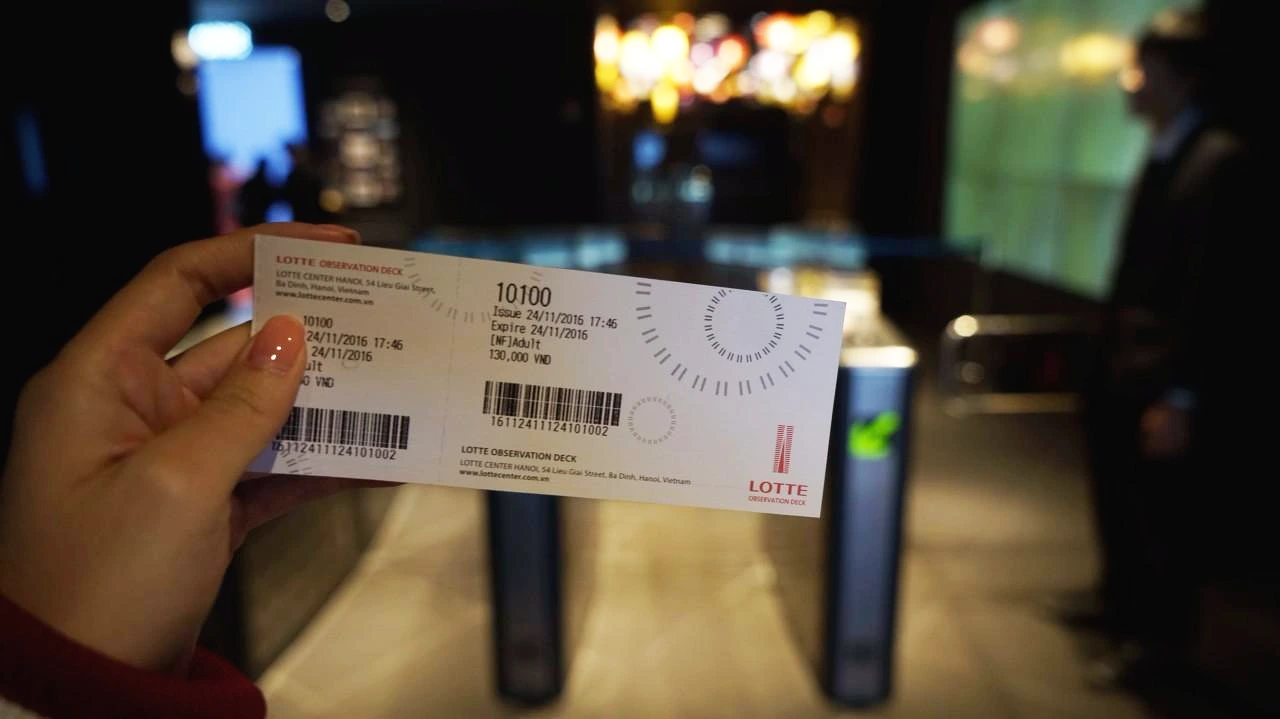 LOTTE OBSERVATION DECK
LOTTE CENTER HANOI, 54 Lieu Giai Street,
Ba Dinh, Hanoi, Vietnam
www.lottecenter.com.vn
10100
24/11/2016 17:46
24/11/2016
VND
16112411124101002
10100
Issue 24/11/2016 17:46
Expire 24/11/2016
[NF]Adult
130,000 VND
16112411124101002
LOTTE OBSERVATION DECK
LOTTE CENTER HANOI, 54 Lieu Giai Street, Ba Dinh, Hanoi, Vietnam
www.lottecenter.com.vn
LOTTE
OBSERVATION DECK